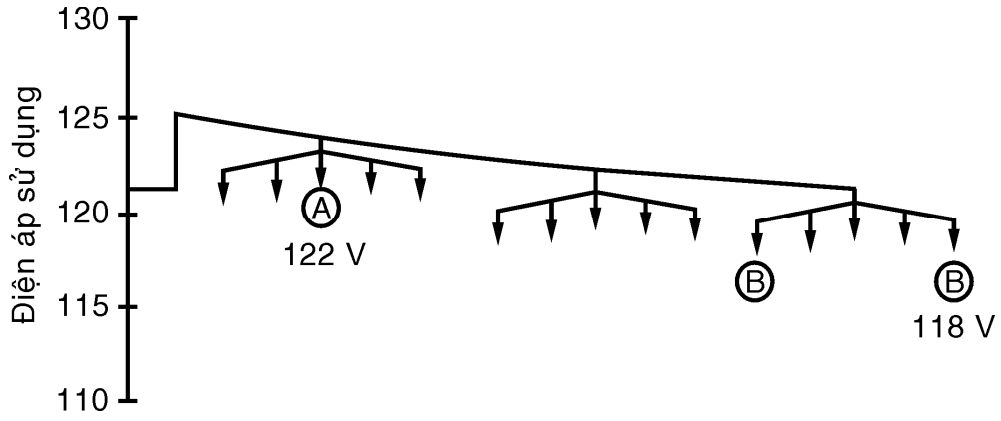 130
125
120
115
110
Điện áp sử dụng
A
122 V
B
B
118 V